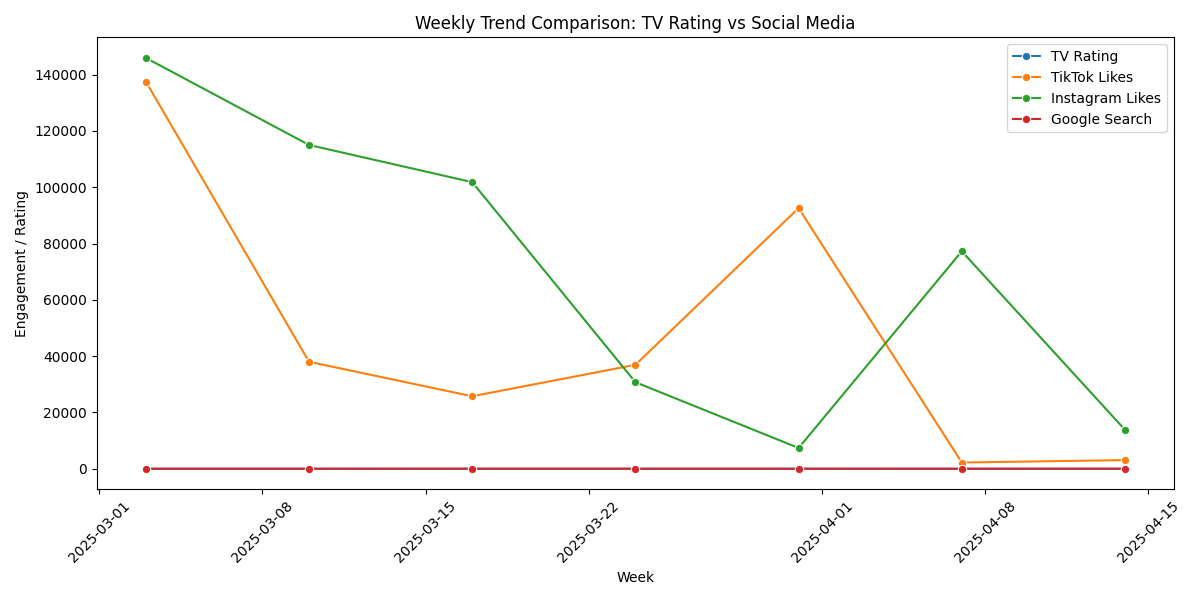 Weekly Trend Comparison: TV Rating vs Social Media
TV Rating
TikTok Likes
Instagram Likes
Google Search
Engagement / Rating
140000
120000
100000
80000
60000
40000
20000
0
2025-03-01
2025-03-08
2025-03-15
2025-03-22
2025-04-01
2025-04-08
2025-04-15
Week